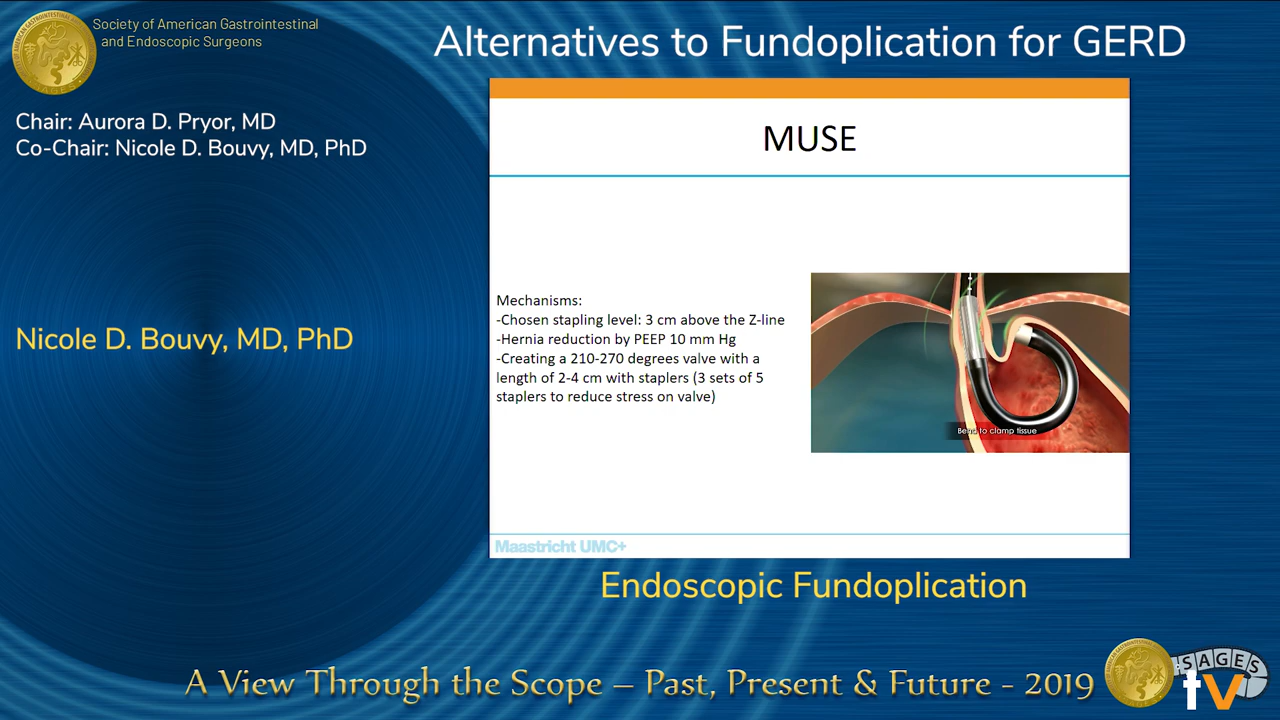 Society of American Gastrointestinal
and Endoscopic Surgeons
Alternatives to Fundoplication for GERD
Chair: Aurora D. Pryor, MD
Co-Chair: Nicole D. Bouvy, MD, PhD
Nicole D. Bouvy, MD, PhD
MUSE
Mechanisms:
-Chosen stapling level: 3 cm above the Z-line
-Hernia reduction by PEEP 10 mm Hg
-Creating a 210-270 degrees valve with a
length of 2-4 cm with staplers (3 sets of 5
staplers to reduce stress on valve)
Bend to clamp tissue
Maastricht UMC+
Endoscopic Fundoplication
A View Through the Scope – Past, Present & Future - 2019
SAGES
tv